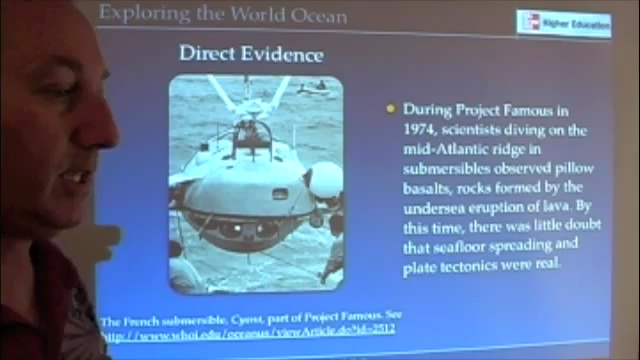 Exploring the World Ocean
Higher Education
Direct Evidence
During Project Famous in
1974, scientists diving on the
mid-Atlantic ridge in
submersibles observed pillow
basalts, rocks formed by the
undersea eruption of lava. By
this time, there was little doubt
that seafloor spreading and
plate tectonics were real.
The French submersible, Cyana, part of Project Famous. See
http://www.whoi.edu/oceanus/viewArticle.do?id=2512